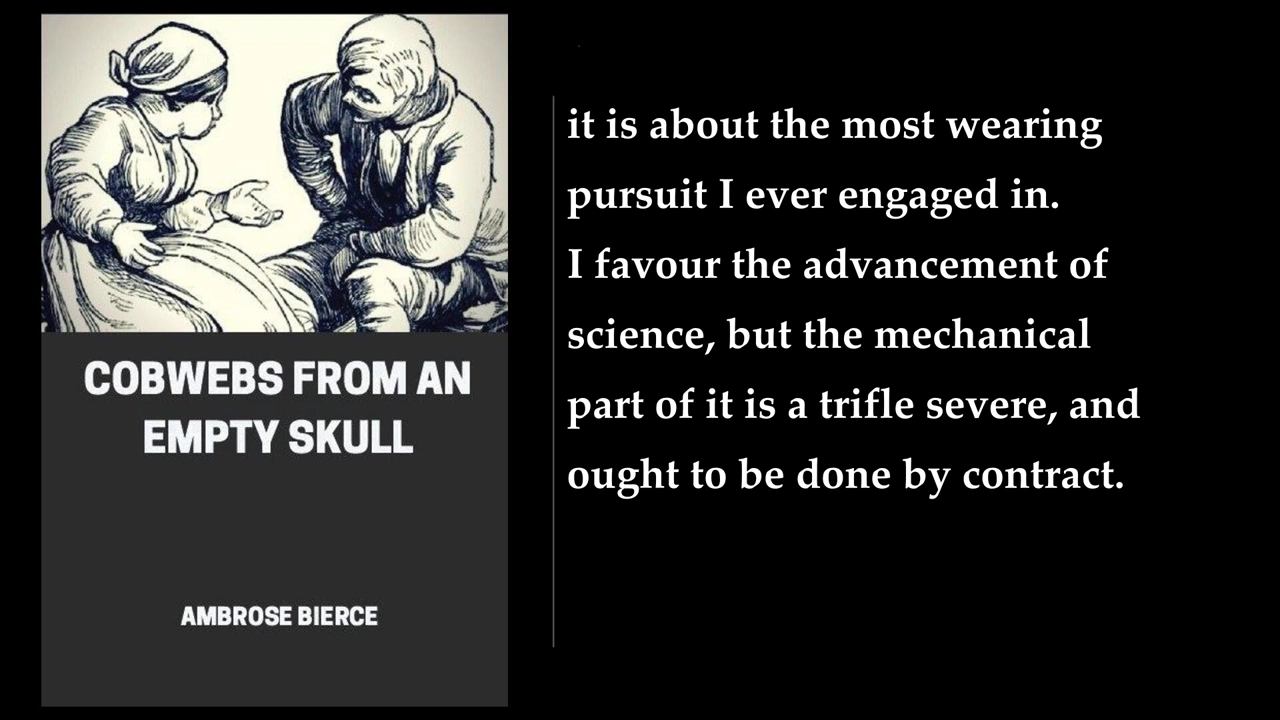 COBWEBS FROM AN
EMPTY SKULL
AMBROSE BIERCE
it is about the most wearing
pursuit I ever engaged in.
I favour the advancement of
science, but the mechanical
part of it is a trifle severe, and
ought to be done by contract.